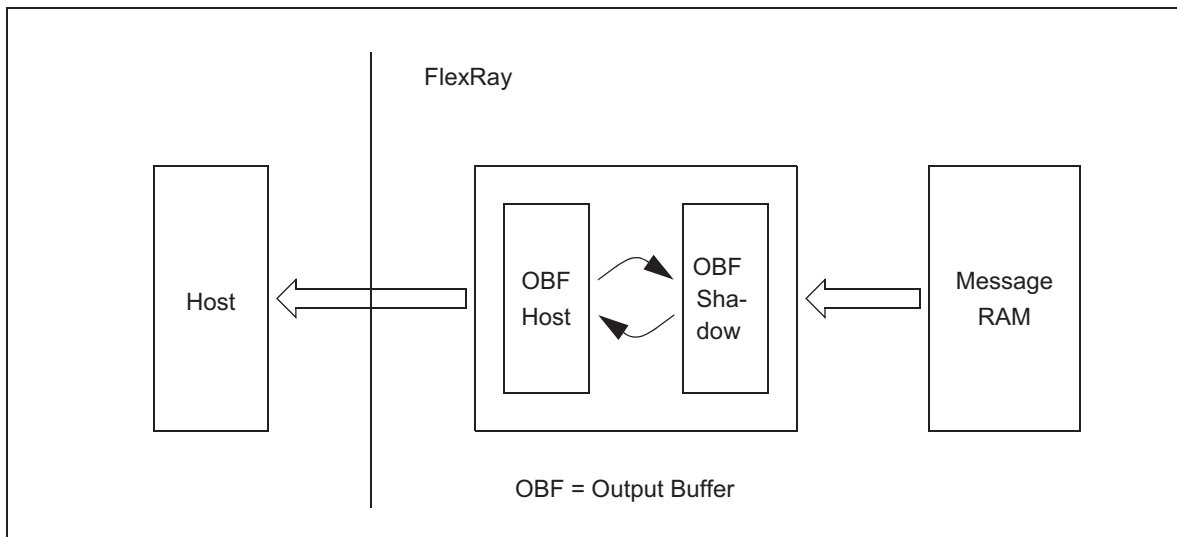 FlexRay
Host
OBF
Host
OBF
Sha-
dow
Message
RAM
OBF = Output Buffer